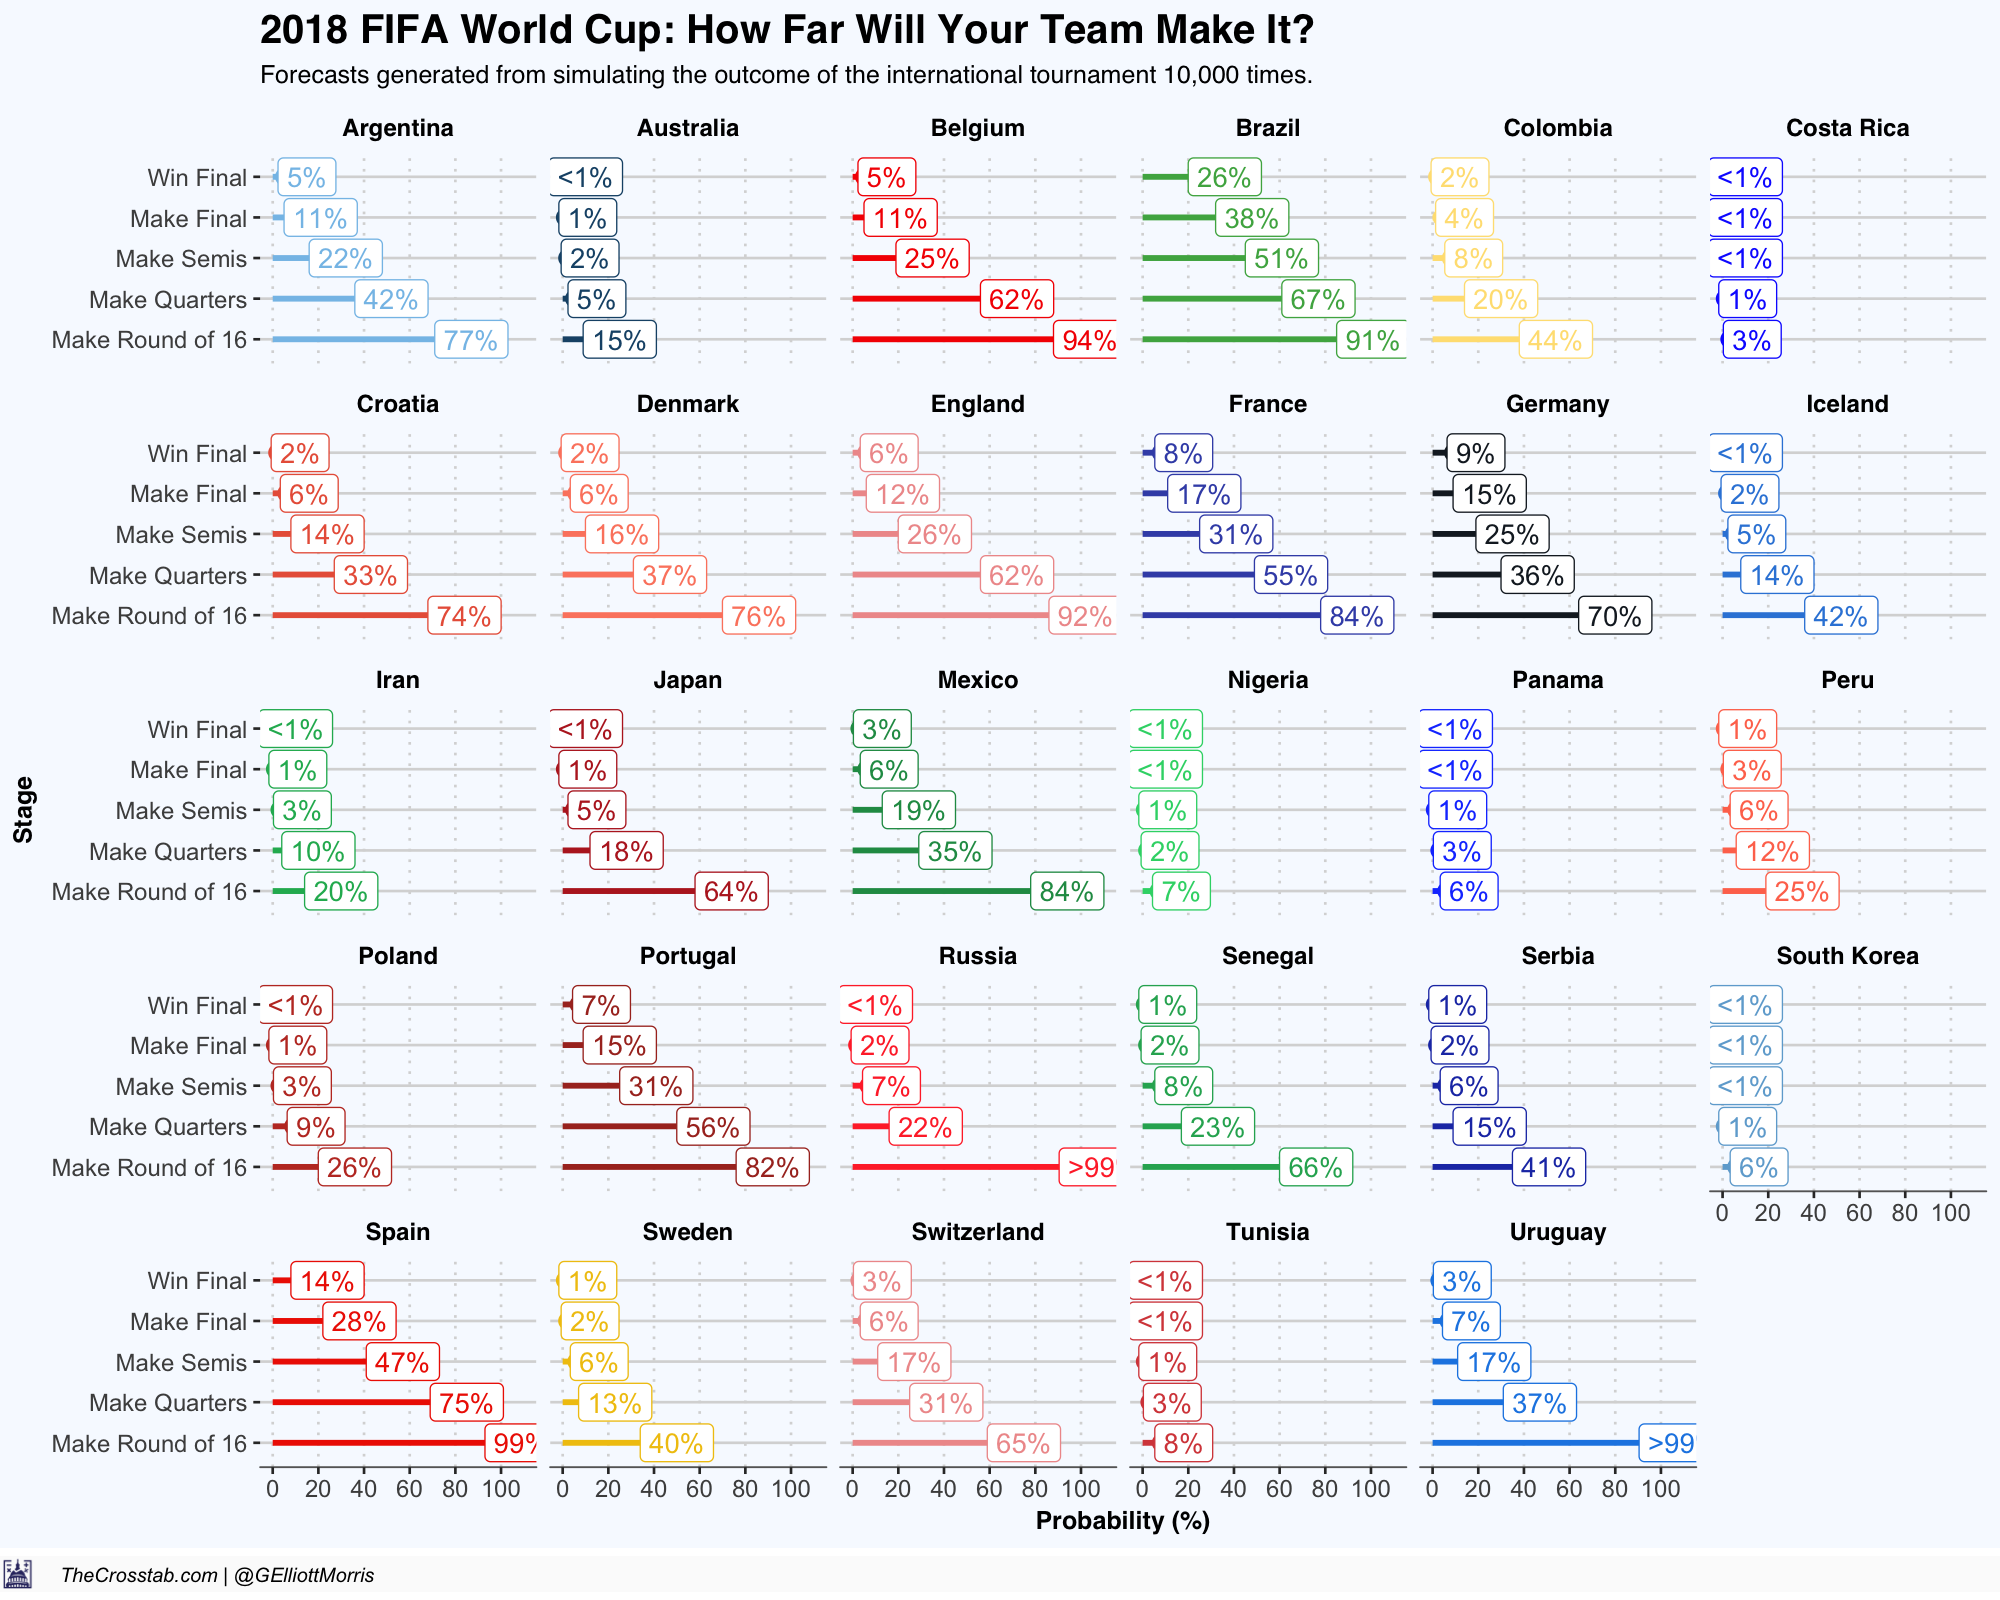 2018 FIFA World Cup: How Far Will Your Team Make It?
Forecasts generated from simulating the outcome of the international tournament 10,000 times.
Argentina Australia Belgium Brazil Colombia Costa Rica
Win Final 5% <1% 5% 26% 2% <1%
Make Final 11% 1% 11% 38% 4% <1%
Make Semis 22% 2% 25% 51% 8% <1%
Make Quarters 42% 5% 62% 67% 20% 1%
Make Round of 16 77% 15% 94% 91% 44% 3%
Croatia Denmark England France Germany Iceland
Win Final 2% 2% 6% 8% 9% <1%
Make Final 6% 6% 12% 17% 15% 2%
Make Semis 14% 16% 26% 31% 25% 5%
Make Quarters 33% 37% 62% 55% 36% 14%
Make Round of 16 74% 76% 92% 84% 70% 42%
Iran Japan Mexico Nigeria Panama Peru
Win Final <1% <1% 3% <1% <1% 1%
Make Final 1% 1% 6% <1% <1% 3%
Make Semis 3% 5% 19% 1% 1% 6%
Make Quarters 10% 18% 35% 2% 3% 12%
Make Round of 16 20% 64% 84% 7% 6% 25%
Stage
Poland Portugal Russia Senegal Serbia South Korea
Win Final <1% 7% <1% 1% 1% <1%
Make Final 1% 15% 2% 2% 2% <1%
Make Semis 3% 31% 7% 8% 6% <1%
Make Quarters 9% 56% 22% 23% 15% 1%
Make Round of 16 26% 82% >99 66% 41% 6%
0 20 40 60 80 100
Spain Sweden Switzerland Tunisia Uruguay
Win Final 14% 1% 3% <1% 3%
Make Final 28% 2% 6% <1% 7%
Make Semis 47% 6% 17% 1% 17%
Make Quarters 75% 13% 31% 3% 37%
Make Round of 16 99% 40% 65% 8% >99
0 20 40 60 80 100 0 20 40 60 80 100 0 20 40 60 80 100 0 20 40 60 80 100 0 20 40 60 80 100
Probability (%)
TheCrosstab.com | @GElliottMorris